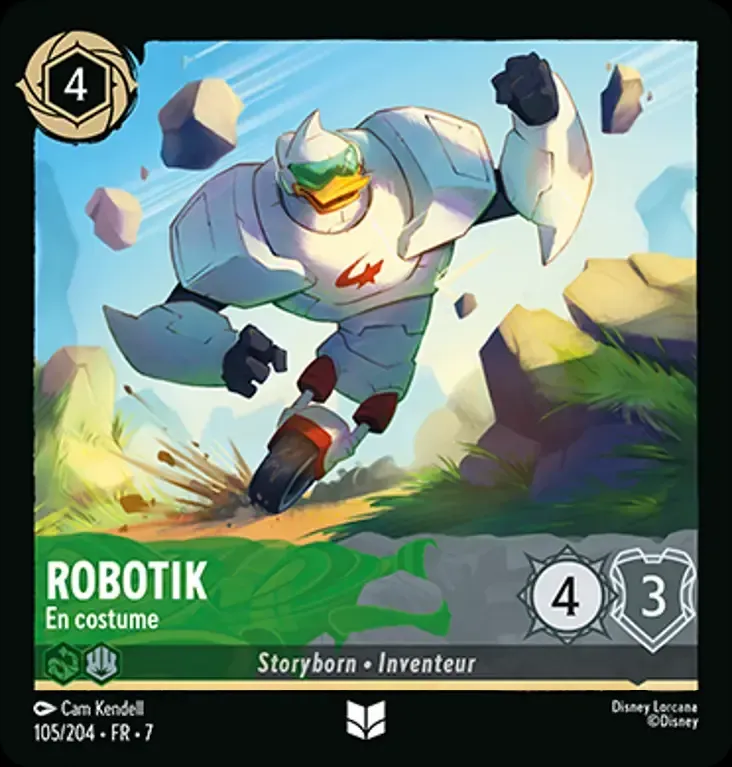 4
ROBOTIK
En costume
4
3
Storyborn • Inventeur
Cam Kendell
105/204 • FR • 7
Disney Lorcana
©Disney